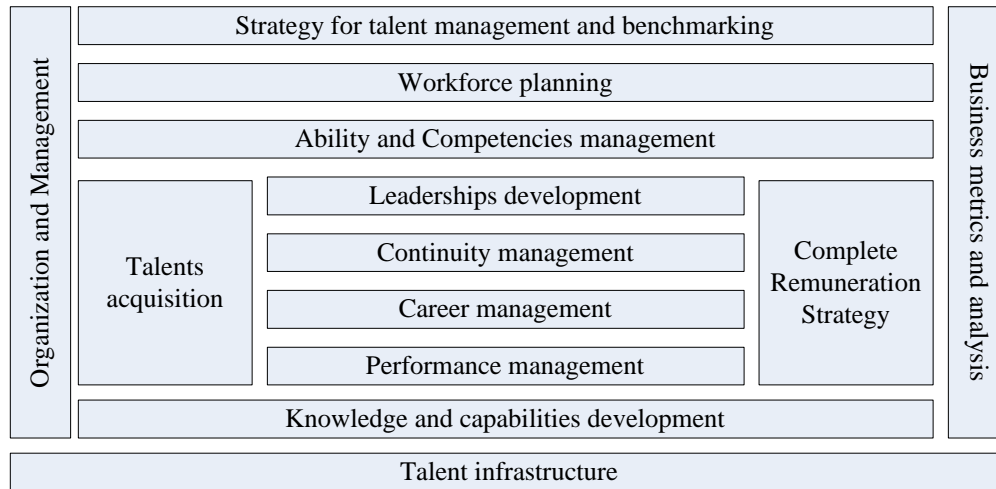 Strategy for talent management and benchmarking
Workforce planning
Ability and Competencies management
Organization and Management
Talents
acquisition
Leaderships development
Continuity management
Career management
Performance management
Complete
Remuneration
Strategy
Business metrics and analysis
Knowledge and capabilities development
Talent infrastructure